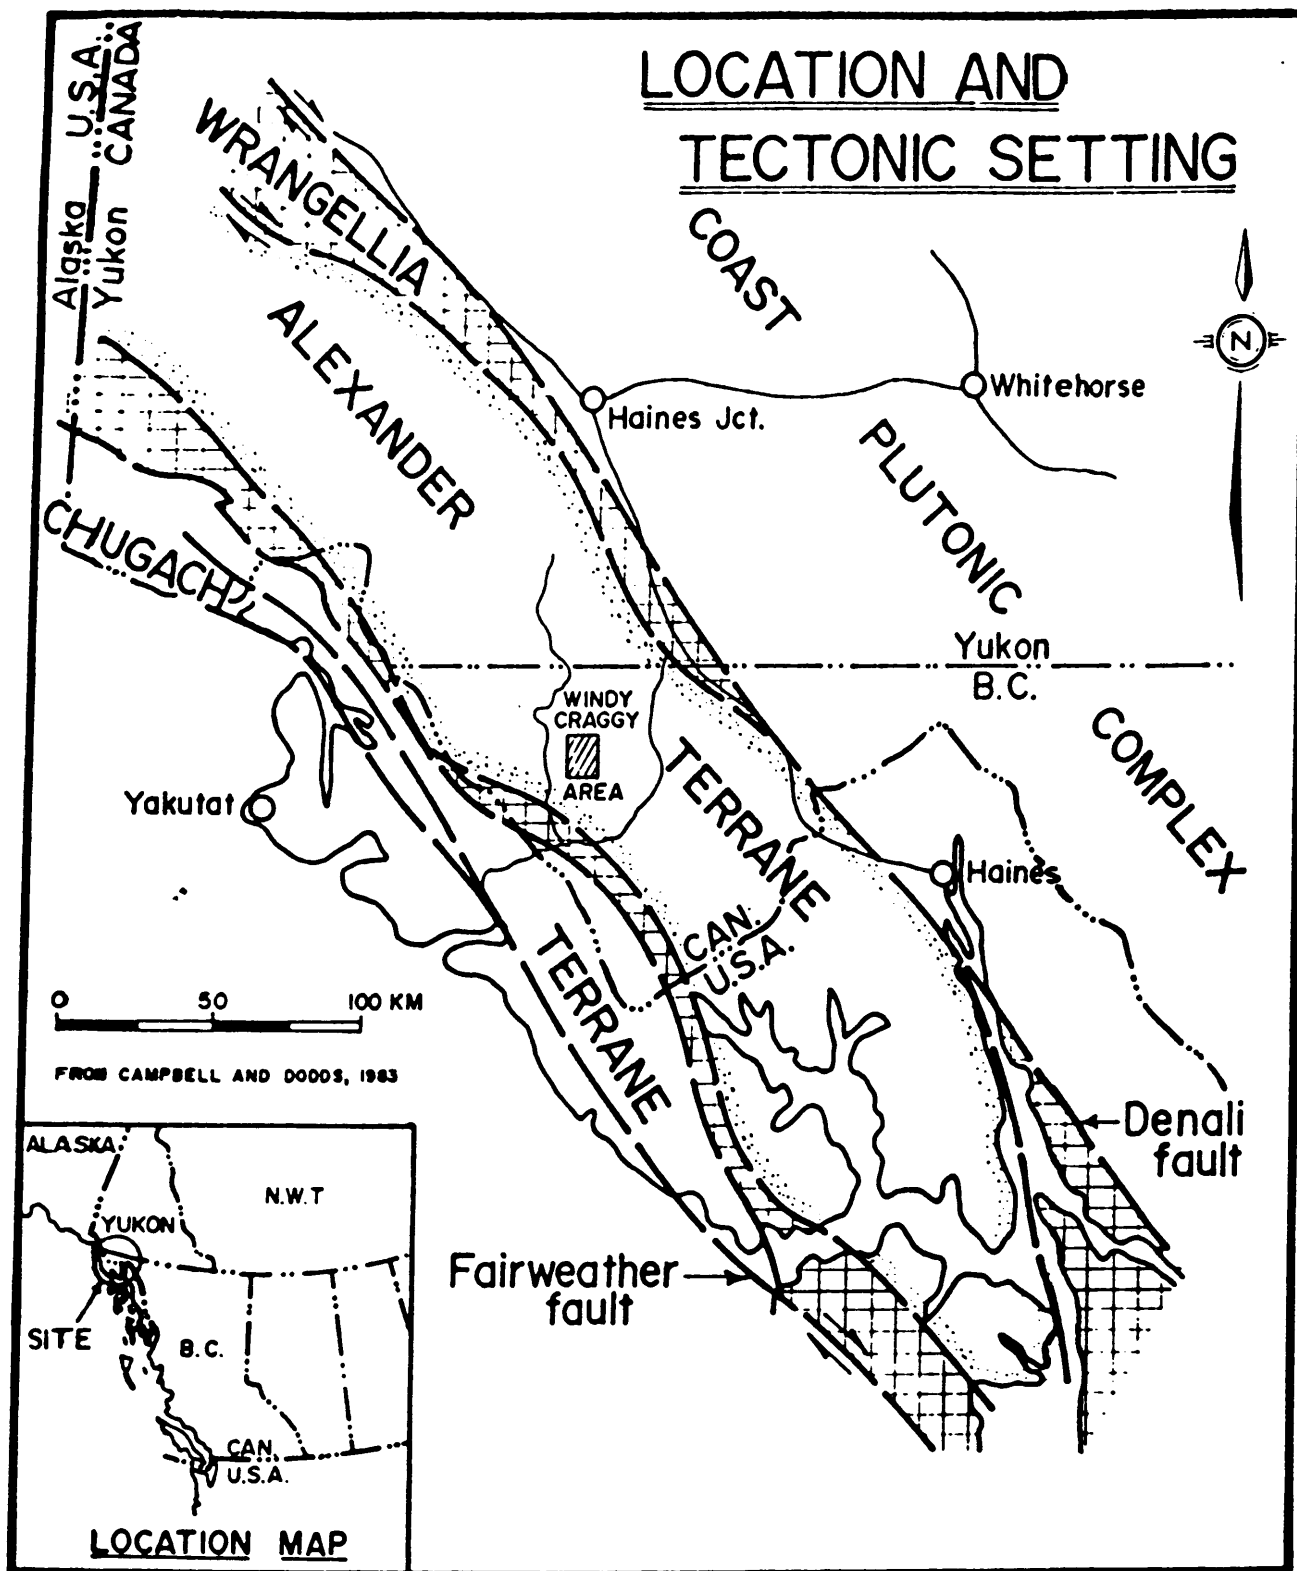 LOCATION AND
TECTONIC SETTING
Alaska U.S.A.
Yukon CANADA
WRANGELLIA
COAST
N
ALEXANDER
Whitehorse
Haines Jct.
PLUTONIC
CHUGACH
Yukon
B.C.
WINDY
CRAGGY
AREA
TERRANE
COMPLEX
Yakutat
Haines
CAN.
U.S.A.
TERRANE
0 50 100 KM
FROM CAMPBELL AND DODDS, 1983
Denali
fault
Fairweather
fault
ALASKA
N.W.T
YUKON
SITE
B.C.
CAN.
U.S.A.
LOCATION MAP